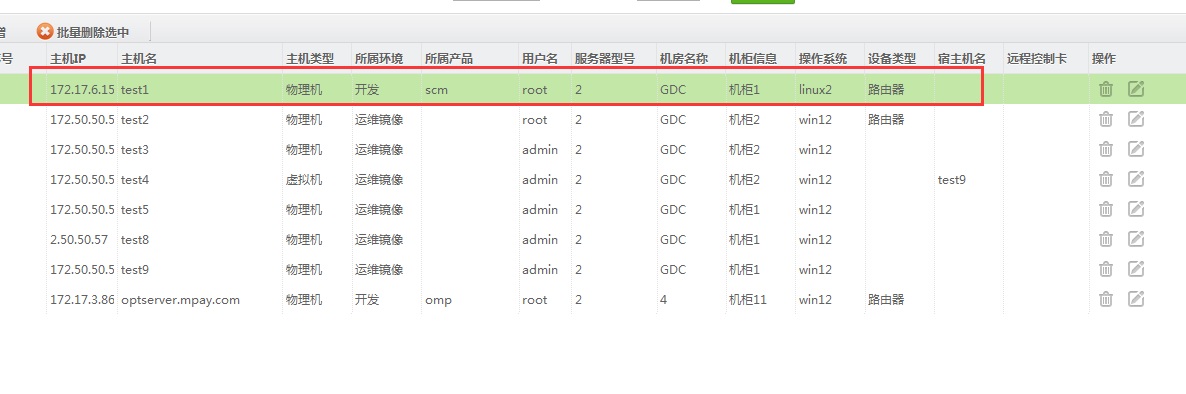 增 批量删除选中
序号 主机IP 主机名 主机类型 所属环境 所属产品 用户名 服务器型号 机房名称 机柜信息 操作系统 设备类型 宿主机名 远程控制卡 操作
172.17.6.15 test1 物理机 开发 scm root 2 GDC 机柜1 linux2 路由器
172.50.50.5 test2 物理机 运维镜像 root 2 GDC 机柜2 win12 路由器
172.50.50.5 test3 物理机 运维镜像 admin 2 GDC 机柜2 win12
172.50.50.5 test4 虚拟机 运维镜像 admin 2 GDC 机柜2 win12 test9
172.50.50.5 test5 物理机 运维镜像 admin 2 GDC 机柜1 win12
2.50.50.57 test8 物理机 运维镜像 admin 2 GDC 机柜1 win12
172.50.50.5 test9 物理机 运维镜像 admin 2 GDC 机柜1 win12
172.17.3.86 optserver.mpay.com 物理机 开发 omp root 2 4 机柜11 win12 路由器